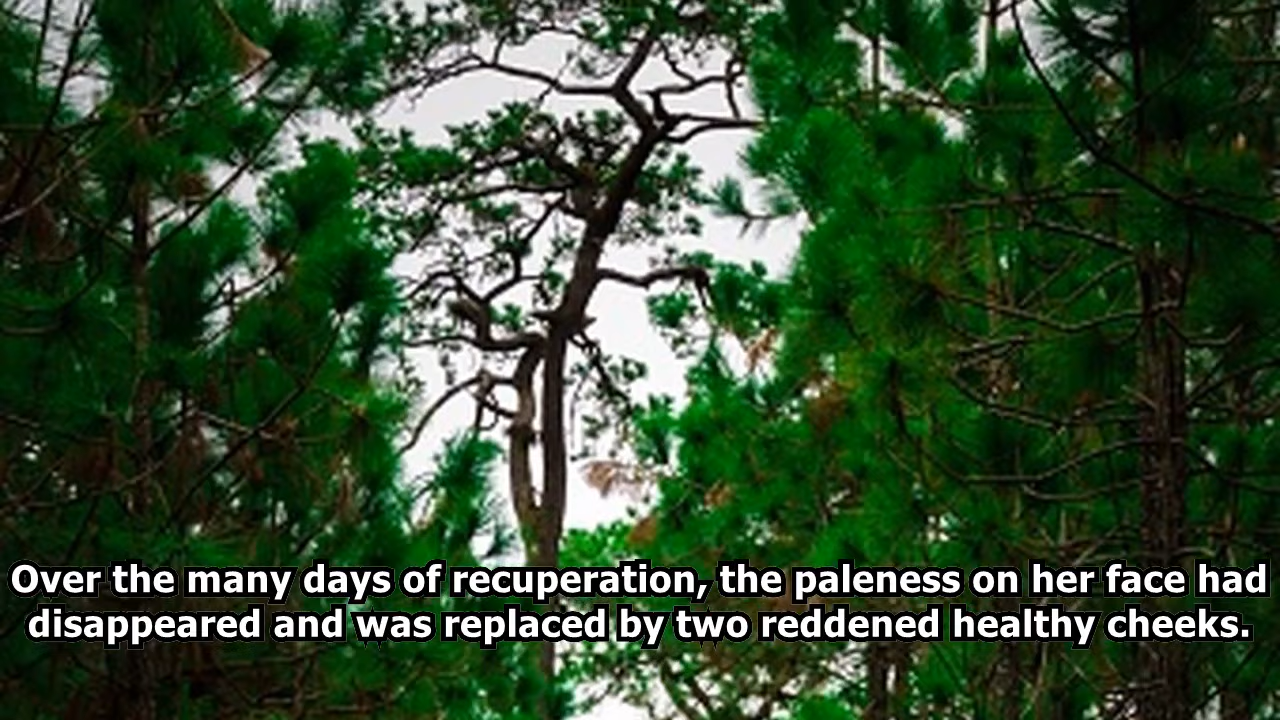 Over the many days of recuperation, the paleness on her face had
disappeared and was replaced by two reddened healthy cheeks.